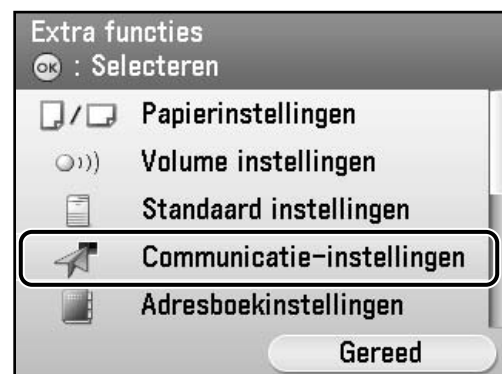 Extra functies
OK : Selecteren
Papierinstellingen
Volume instellingen
Standaard instellingen
Communicatie-instellingen
Adresboekinstellingen
Gereed